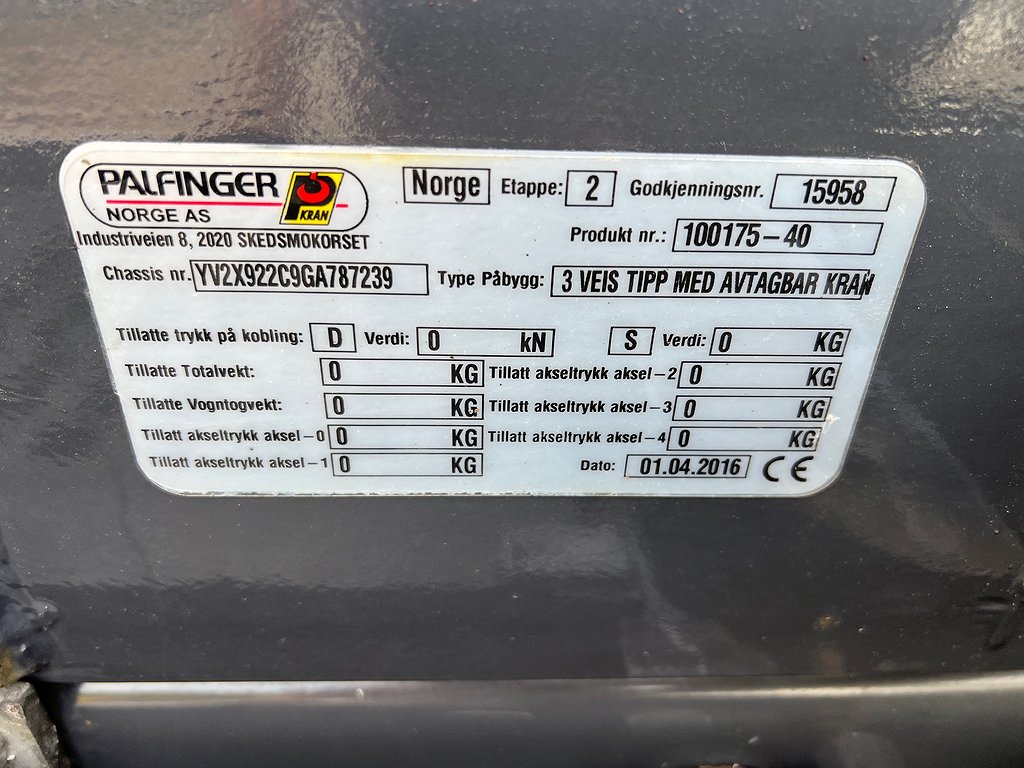 PALFINGER
NORGE AS
P
KRAN
Norge Etappe: 2 Godkjenningsnr. 15958
Industriveien 8, 2020 SKEDSMOKORSET
Produkt nr.: 100175-40
Chassis nr. YV2X922C9GA787239 Type Påbygg: 3 VEIS TIPP MED AVTAGBAR KRAN
Tillatte trykk på kobling: D Verdi: 0 kN S Verdi: 0 KG
Tillatte Totalvekt: 0 KG Tillatt akseltrykk aksel-2 0 KG
Tillatte Vogntogvekt: 0 KG Tillatt akseltrykk aksel-3 0 KG
Tillatt akseltrykk aksel-0 0 KG Tillatt akseltrykk aksel-4 0 KG
Tillatt akseltrykk aksel-1 0 KG Dato: 01.04.2016 CE